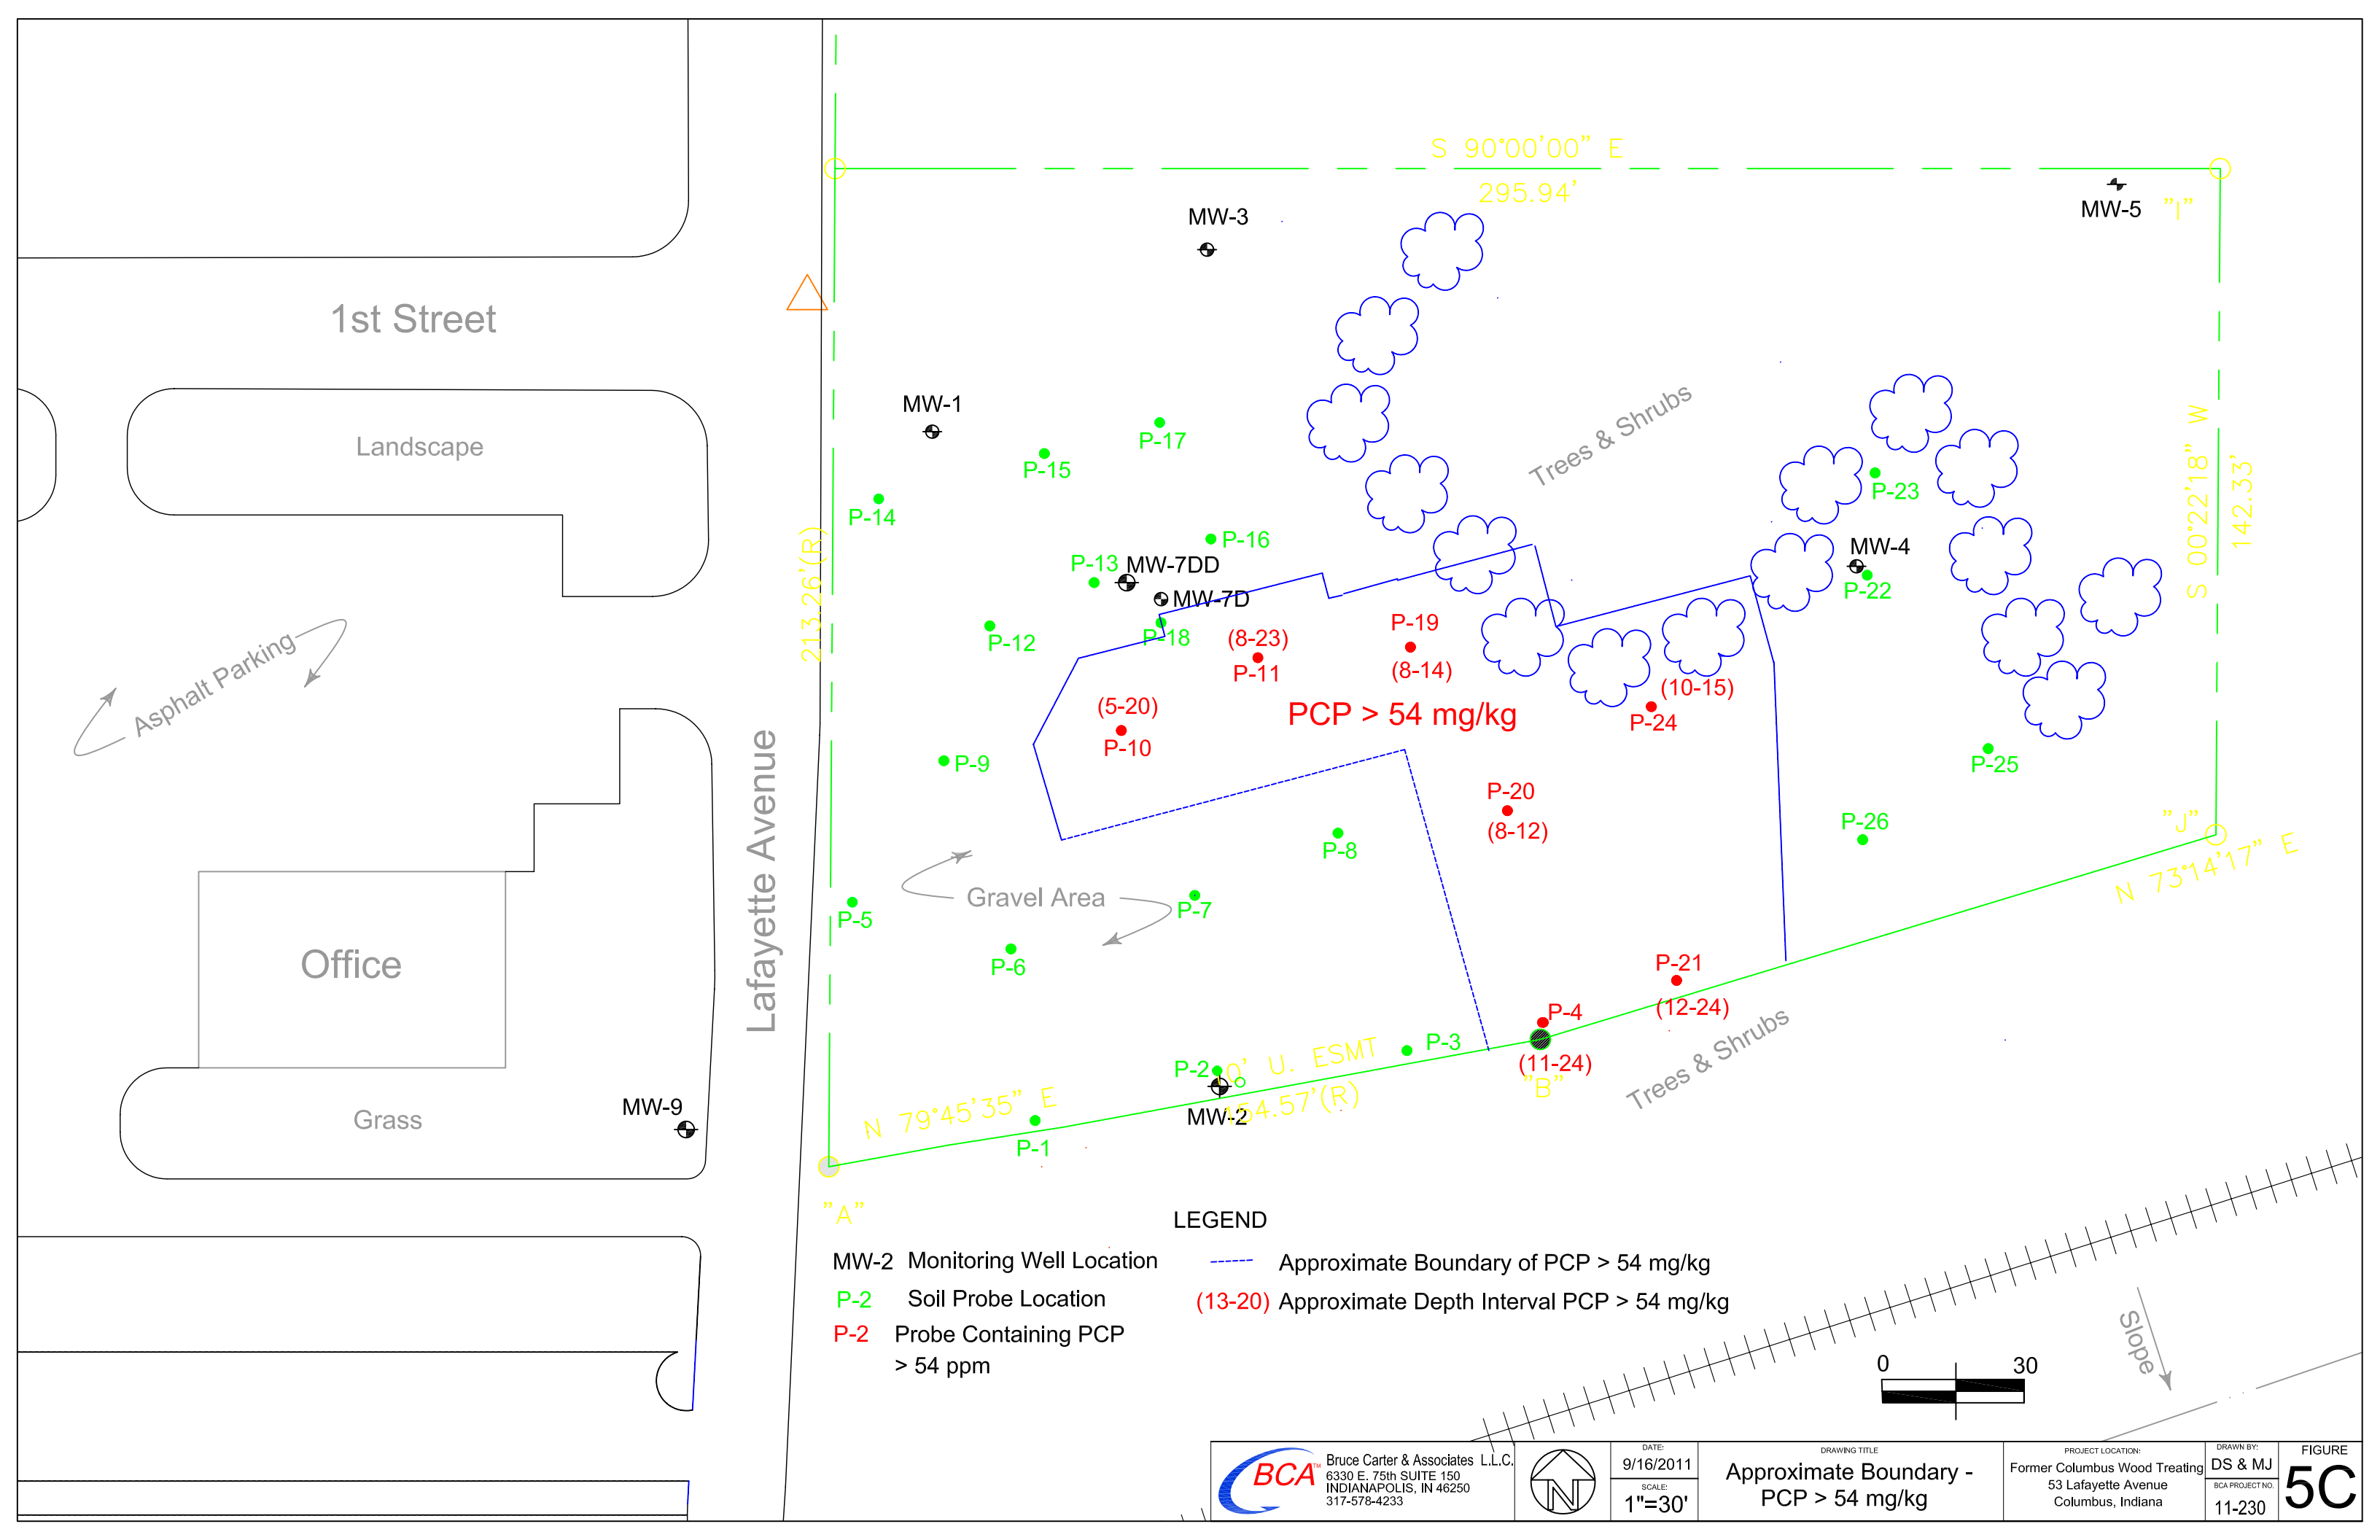 S 90°00'00" E
295.94'
MW-3
MW-5
"I"
1st Street
MW-1
Landscape
P-17
P-15
P-14
Trees & Shrubs
P-23
S 00°22'18" W
142.33'
213.26'(R)
P-16
P-13
MW-7DD
MW-7D
MW-4
P-22
P-12
P-18
(8-23)
P-11
P-19
(8-14)
Asphalt Parking
(5-20)
P-10
PCP > 54 mg/kg
(10-15)
P-24
P-9
P-25
P-20
(8-12)
P-26
"J"
N 73°14'17" E
P-8
Lafayette Avenue
Gravel Area
P-5
P-7
P-6
Office
P-21
(12-24)
P-4
P-3
(11-24)
"B"
Trees & Shrubs
P-2
0' U. ESMT
N 79°45'35" E
154.57'(R)
MW-2
MW-9
Grass
P-1
"A"
LEGEND
MW-2 Monitoring Well Location
P-2 Soil Probe Location
P-2 Probe Containing PCP
> 54 ppm
Approximate Boundary of PCP > 54 mg/kg
(13-20) Approximate Depth Interval PCP > 54 mg/kg
Slope
0 30
BCA™
Bruce Carter & Associates L.L.C.
6330 E. 75th SUITE 150
INDIANAPOLIS, IN 46250
317-578-4233
N
DATE:
9/16/2011
SCALE:
1"=30'
DRAWING TITLE
Approximate Boundary -
PCP > 54 mg/kg
PROJECT LOCATION:
Former Columbus Wood Treating
53 Lafayette Avenue
Columbus, Indiana
DRAWN BY:
DS & MJ
BCA PROJECT NO.
11-230
FIGURE
5C